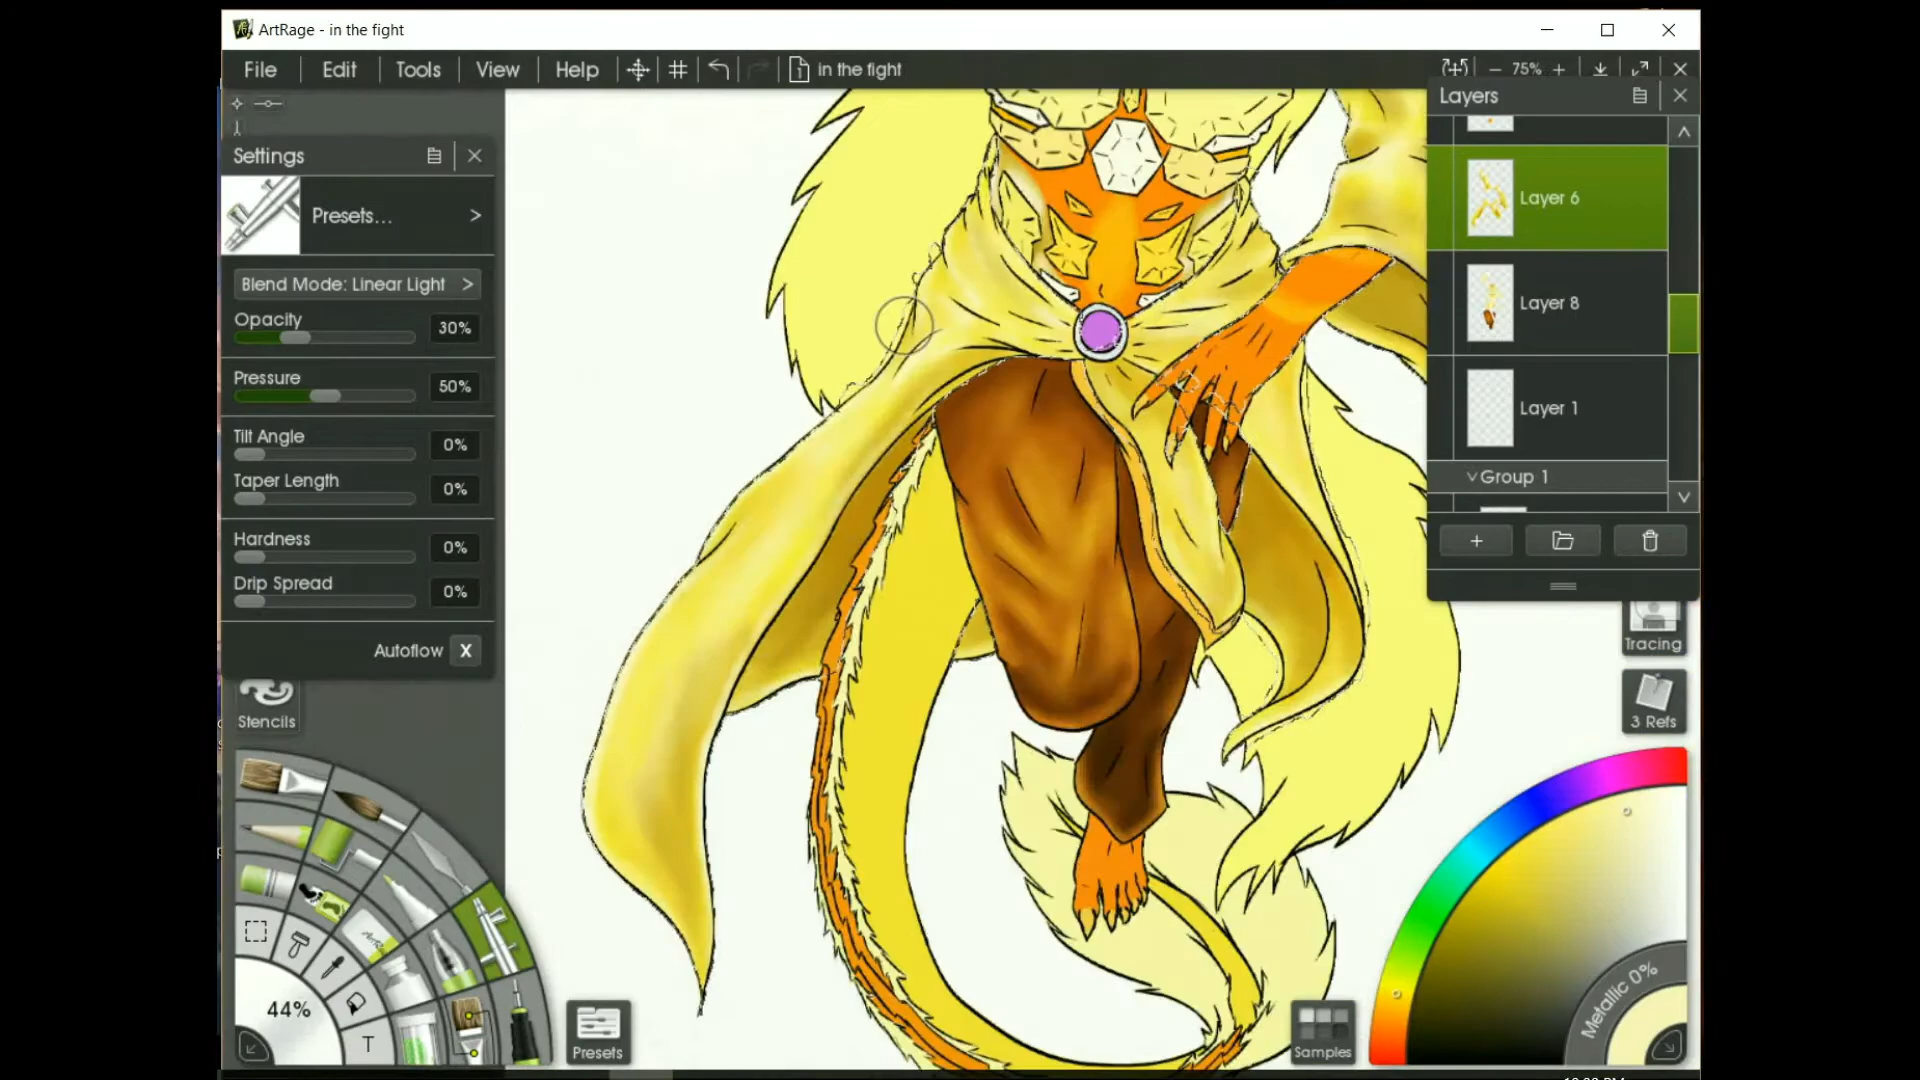 ArtRage - in the fight
File Edit Tools View Help in the fight 75%
Layers
Settings
Presets...
Layer 6
Blend Mode: Linear Light
Opacity
30%
Layer 8
Pressure
50%
Layer 1
Tilt Angle
0%
Taper Length
0%
Group 1
Hardness
0%
Drip Spread
0%
Autoflow X
Tracing
Stencils
3 Refs
44%
T
Metallic 0%
Presets
Samples